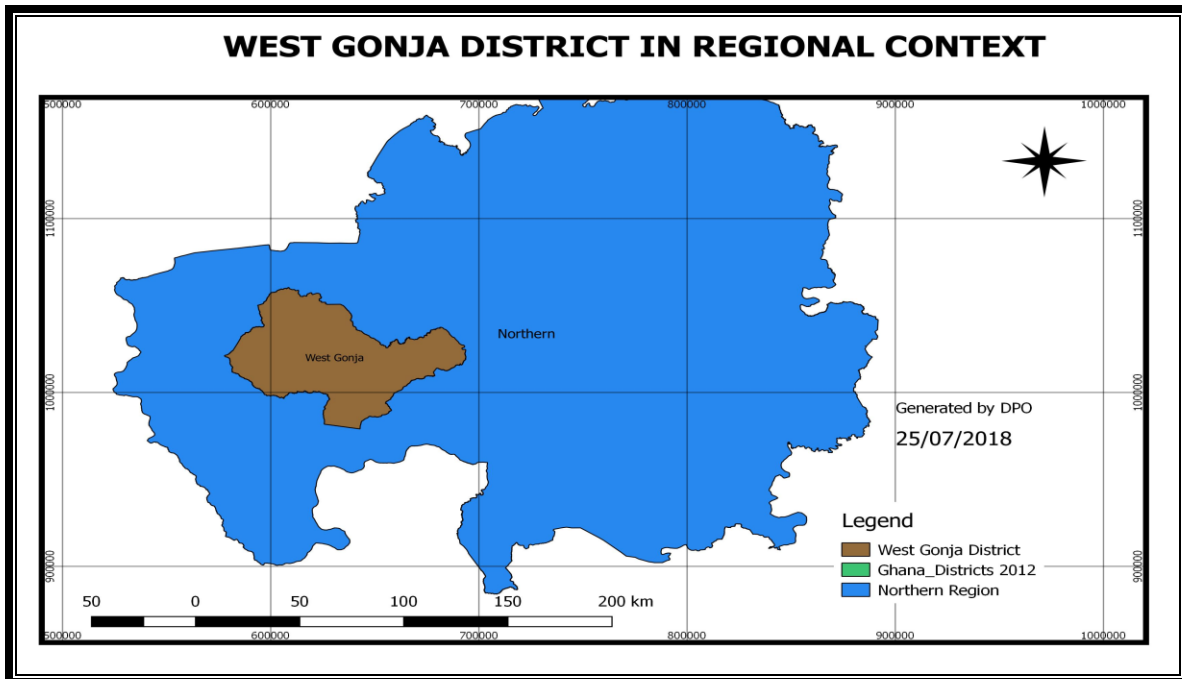 WEST GONJA DISTRICT IN REGIONAL CONTEXT
500000 600000 700000 800000 900000 1000000
1100000 1100000
Northern
West Gonja
1000000 1000000
Generated by DPO
25/07/2018
Legend
West Gonja District
Ghana_Districts 2012
Northern Region
900000 900000
50 0 50 100 150 200 km
500000 600000 700000 800000 900000 1000000